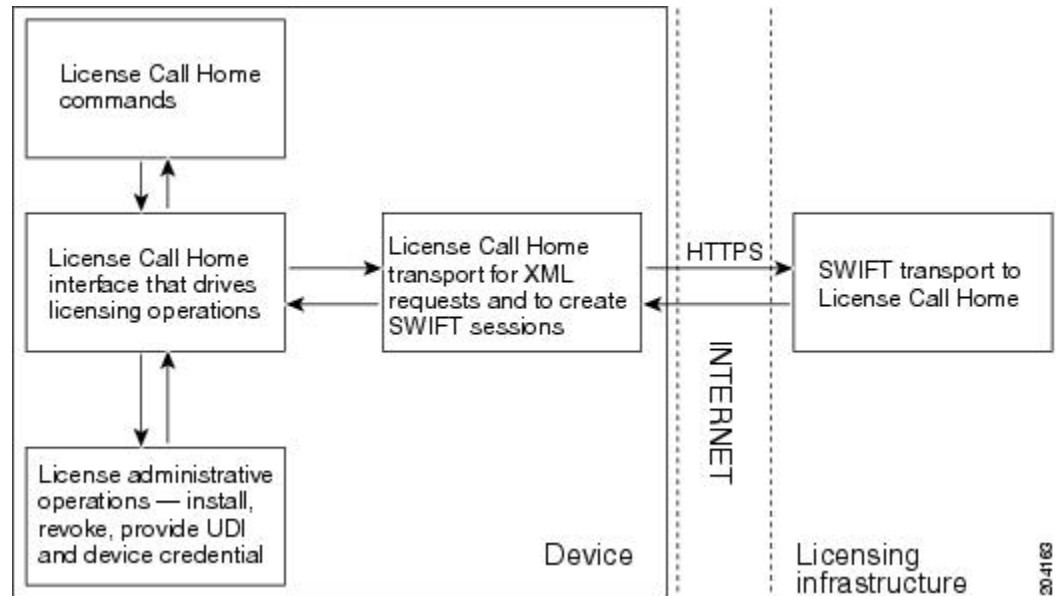 License Call Home
commands
License Call Home
interface that drives
licensing operations
License Call Home
transport for XML
requests and to create
SWIFT sessions
HTTPS
SWIFT transport to
License Call Home
INTERNET
License administrative
operations — install,
revoke, provide UDI
and device credential
Device
Licensing
infrastructure
204163